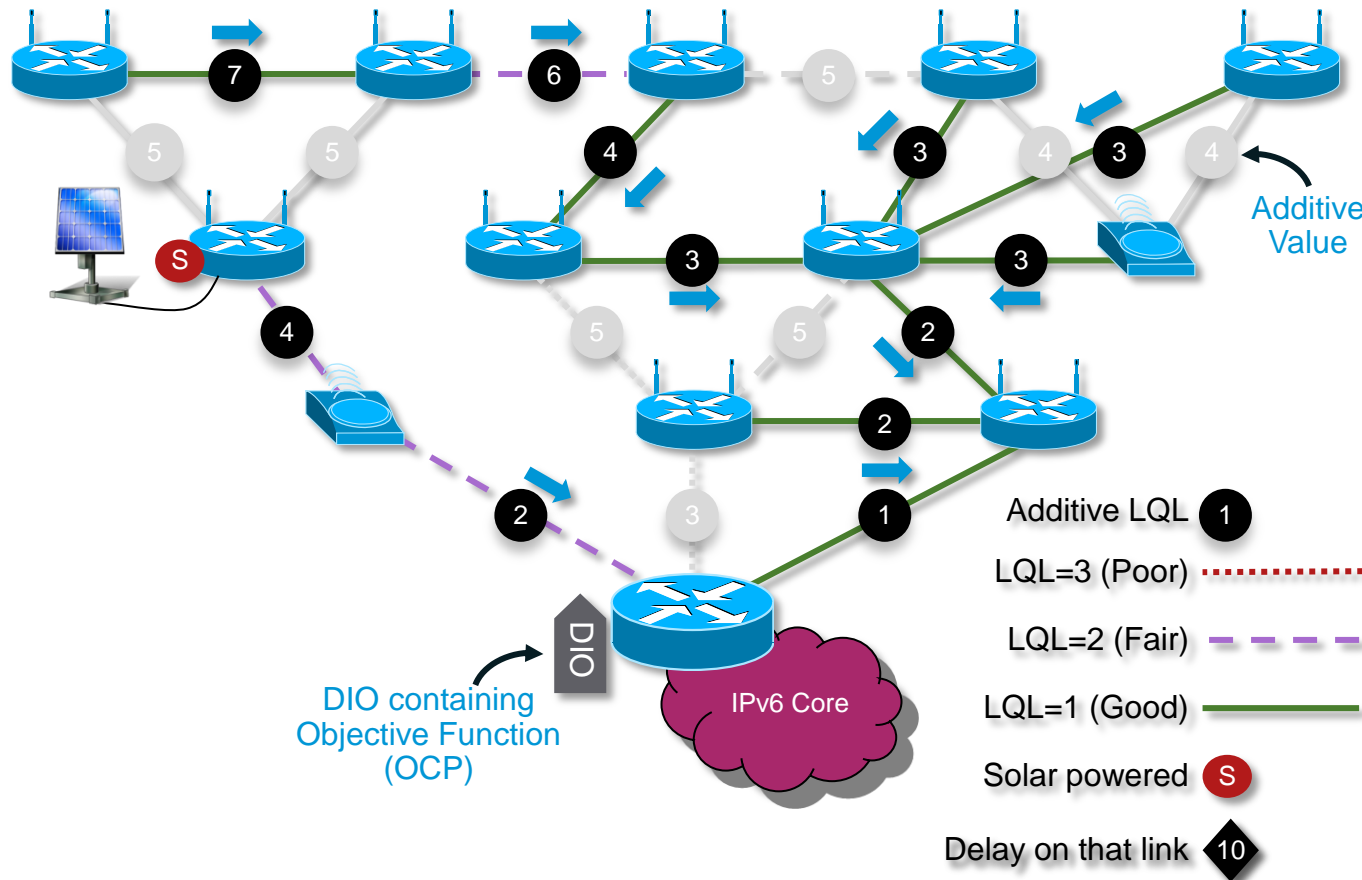 7
6
5
5
5
4
3
4
3
4
Additive
Value
S
3
3
4
5
5
2
2
2
3
1
Additive LQL 1
LQL=3 (Poor)
DIO
LQL=2 (Fair)
DIO containing
Objective Function
(OCP)
IPv6 Core
LQL=1 (Good)
Solar powered S
Delay on that link 10